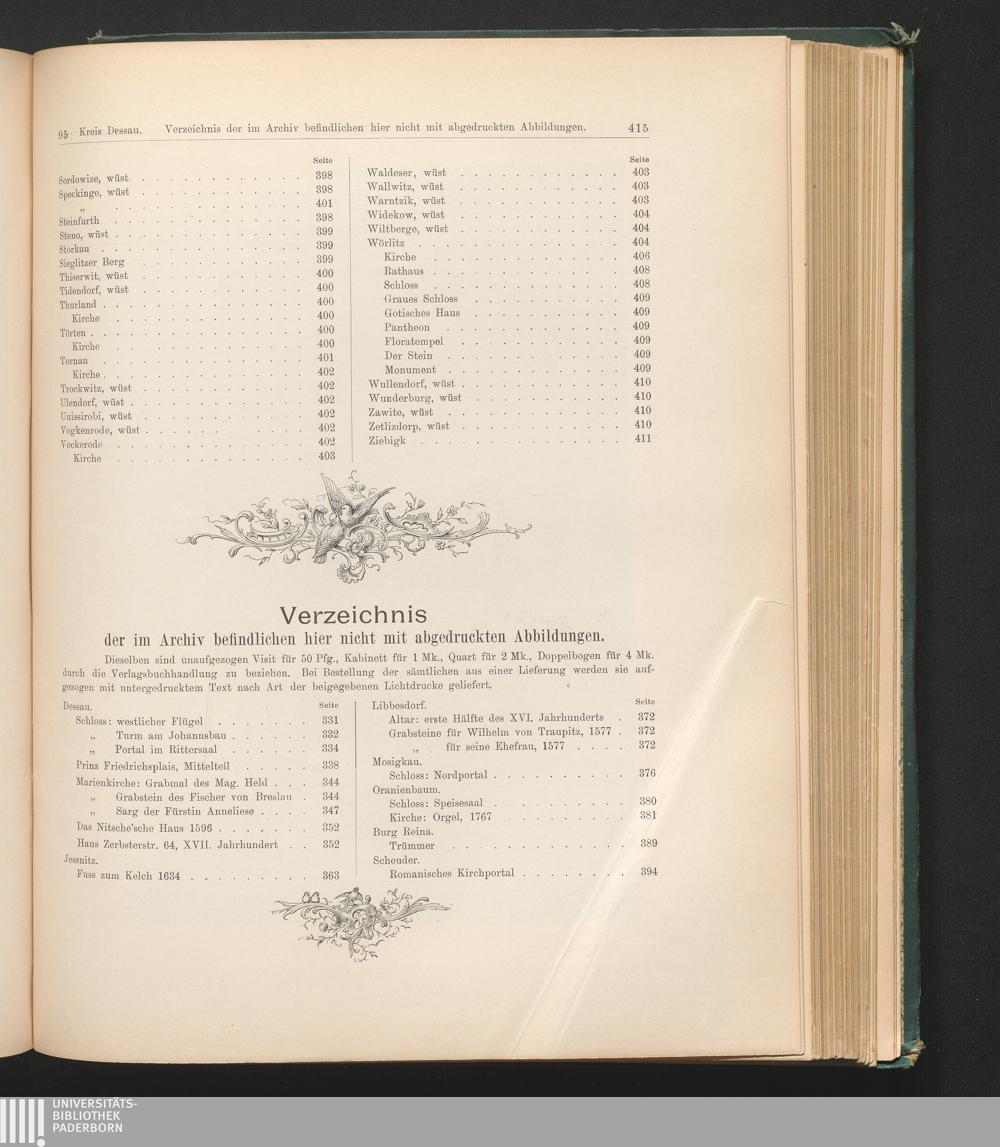 95 Kreis Dessau. Verzeichnis der im Archiv befindlichen hier nicht mit abgedruckten Abbildungen. 415
Seite
Sordowize, wüst . . . . . . . . . . . . 398
Speckinge, wüst . . . . . . . . . . . . 398
„ . . . . . . . . . . . . 401
Steinfurth . . . . . . . . . . . . 398
Steno, wüst . . . . . . . . . . . . 399
Storkau . . . . . . . . . . . . 399
Sieglitzer Berg . . . . . . . . . . . . 399
Thiserwit, wüst . . . . . . . . . . . . 400
Tidendorf, wüst . . . . . . . . . . . . 400
Thurland . . . . . . . . . . . . 400
Kirche . . . . . . . . . . . . 400
Törten . . . . . . . . . . . . 400
Kirche . . . . . . . . . . . . 400
Tornau . . . . . . . . . . . . 401
Kirche . . . . . . . . . . . . 402
Trockwitz, wüst . . . . . . . . . . . . 402
Ulendorf, wüst . . . . . . . . . . . . 402
Uuissirobi, wüst . . . . . . . . . . . . 402
Vogkenrode, wüst . . . . . . . . . . . . 402
Vockerode . . . . . . . . . . . . 402
Kirche . . . . . . . . . . . . 403
Seite
Waldeser, wüst . . . . . . . . . . . . 403
Wallwitz, wüst . . . . . . . . . . . . 403
Warntzik, wüst . . . . . . . . . . . . 403
Widekow, wüst . . . . . . . . . . . . 404
Wiltberge, wüst . . . . . . . . . . . . 404
Wörlitz . . . . . . . . . . . . 404
Kirche . . . . . . . . . . . . 406
Rathaus . . . . . . . . . . . . 408
Schloss . . . . . . . . . . . . 408
Graues Schloss . . . . . . . . . . . 409
Gotisches Haus . . . . . . . . . . . 409
Pantheon . . . . . . . . . . . . 409
Floratempel . . . . . . . . . . . . 409
Der Stein . . . . . . . . . . . . 409
Monument . . . . . . . . . . . . 409
Wullendorf, wüst . . . . . . . . . . . . 410
Wunderburg, wüst . . . . . . . . . . . 410
Zawite, wüst . . . . . . . . . . . . 410
Zetlizdorp, wüst . . . . . . . . . . . . 410
Ziebigk . . . . . . . . . . . . 411
Verzeichnis
der im Archiv befindlichen hier nicht mit abgedruckten Abbildungen.
Dieselben sind unaufgezogen Visit für 50 Pfg., Kabinett für 1 Mk., Quart für 2 Mk., Doppelbogen für 4 Mk.
durch die Verlagsbuchhandlung zu beziehen. Bei Bestellung der sämtlichen aus einer Lieferung werden sie auf-
gezogen mit untergedrucktem Text nach Art der beigegebenen Lichtdrucke geliefert.
Dessau. Seite
Schloss: westlicher Flügel . . . . . . . 331
„ Turm am Johannsbau . . . . . . 332
„ Portal im Rittersaal . . . . . . 334
Prinz Friedrichsplais, Mittelteil . . . . . 338
Marienkirche: Grabmal des Mag. Held . . . 344
„ Grabstein des Fischer von Breslau . 344
„ Sarg der Fürstin Anneliese . . . . 347
Das Nitsche'sche Haus 1596 . . . . . . . 352
Haus Zerbsterstr. 64, XVII. Jahrhundert . . 352
Jessnitz.
Fuss zum Kelch 1634 . . . . . . . . . 363
Libbesdorf. Seite
Altar: erste Hälfte des XVI. Jahrhunderts . 372
Grabsteine für Wilhelm von Traupitz, 1577 . 372
„ für seine Ehefrau, 1577 . . . . 372
Mosigkau.
Schloss: Nordportal . . . . . . . . . . 376
Oranienbaum.
Schloss: Speisesaal . . . . . . . . . . 380
Kirche: Orgel, 1767 . . . . . . . . . 381
Burg Reina.
Trümmer . . . . . . . . . . . . . 389
Scheuder.
Romanisches Kirchportal . . . . . . . . 394
UNIVERSITÄTS-
BIBLIOTHEK
PADERBORN